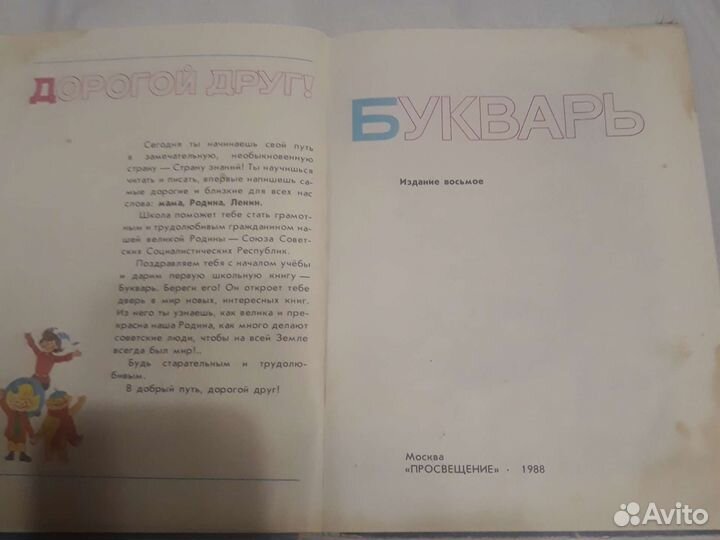 ДОРОГОЙ ДРУГ!
Сегодня ты начинаешь свой путь
в замечательную, необыкновенную
страну — Страну знаний! Ты научишься
читать и писать, впервые напишешь са-
мые дорогие и близкие для всех нас
слова: мама, Родина, Ленин.
Школа поможет тебе стать грамот-
ным и трудолюбивым гражданином на-
шей великой Родины — Союза Совет-
ских Социалистических Республик.
Поздравляем тебя с началом учёбы
и дарим первую школьную книгу —
Букварь. Береги его! Он откроет тебе
дверь в мир новых, интересных книг.
Из него ты узнаешь, как велика и пре-
красна наша Родина, как много делают
советские люди, чтобы на всей Земле
всегда был мир!..
Будь старательным и трудолю-
бивым.
В добрый путь, дорогой друг!
БУКВАРЬ
Издание восьмое
Москва
«ПРОСВЕЩЕНИЕ» · 1988
Avito